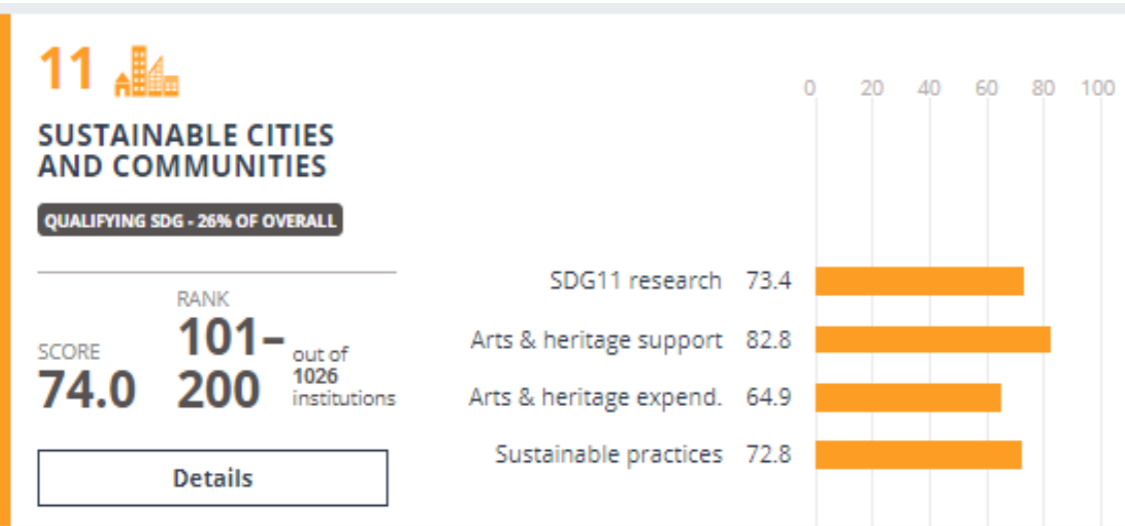 11
SUSTAINABLE CITIES
AND COMMUNITIES
QUALIFYING SDG - 26% OF OVERALL
SCORE
74.0
RANK
101–
200
out of
1026
institutions
Details
0 20 40 60 80 100
SDG11 research 73.4
Arts & heritage support 82.8
Arts & heritage expend. 64.9
Sustainable practices 72.8